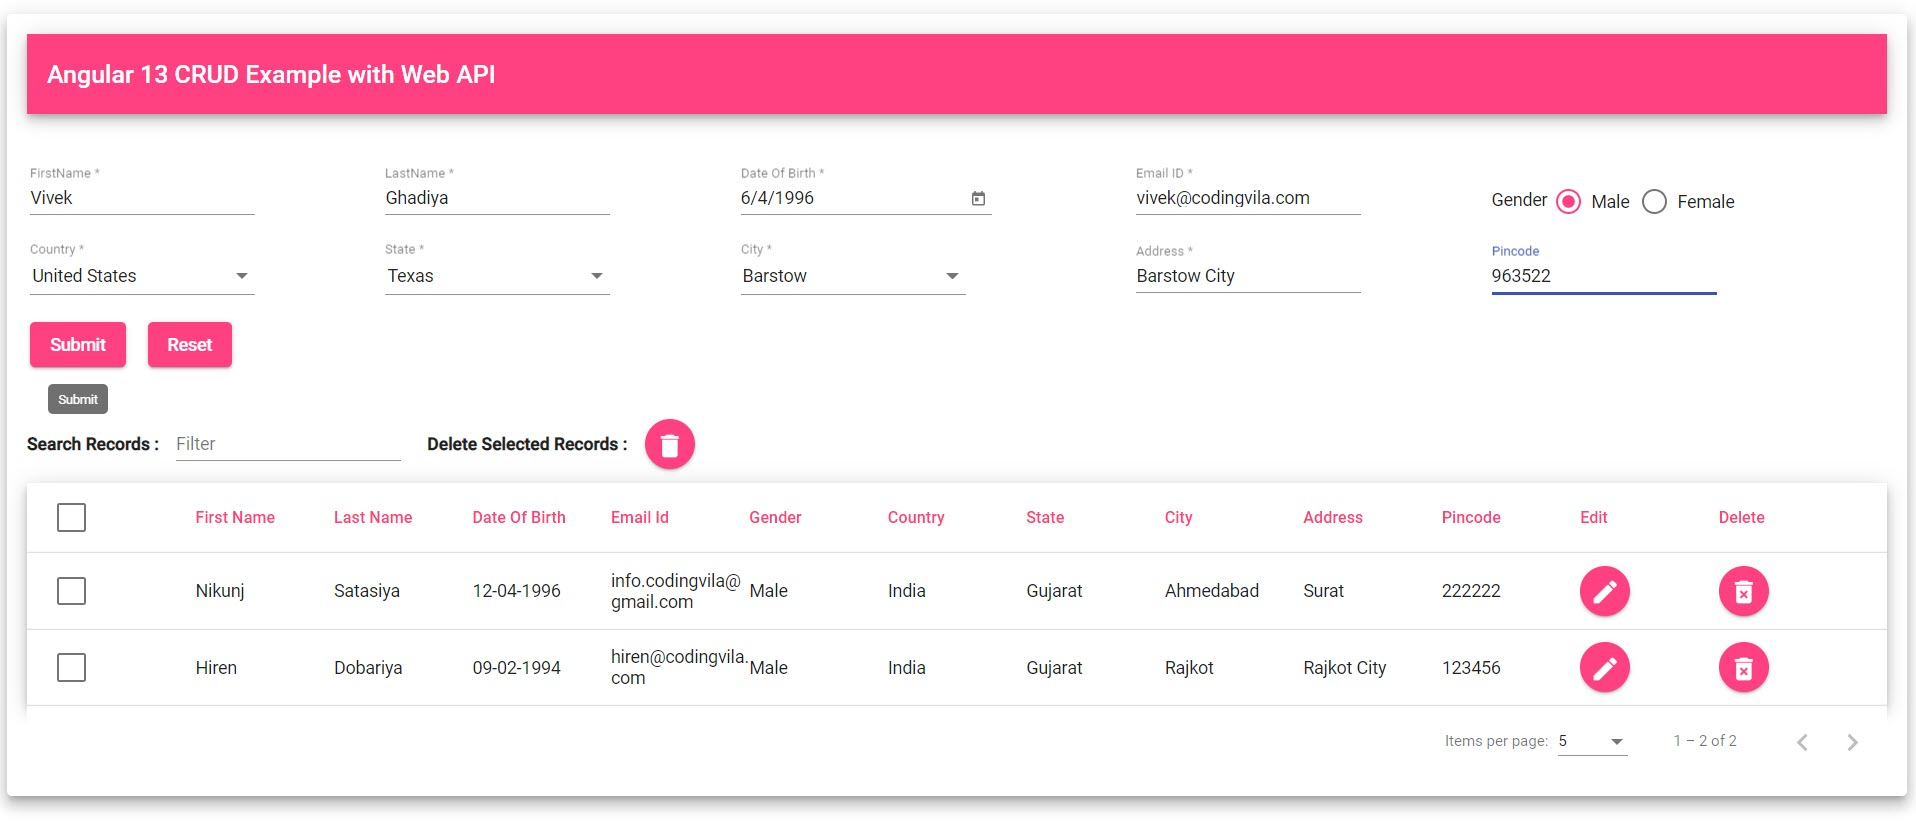 Angular 13 CRUD Example with Web API
FirstName * LastName * Date Of Birth * Email ID *
Vivek Ghadiya 6/4/1996 vivek@codingvila.com Gender Male Female
Country * State * City * Address * Pincode
United States Texas Barstow Barstow City 963522
Submit Reset
Submit
Search Records : Filter Delete Selected Records :
First Name Last Name Date Of Birth Email Id Gender Country State City Address Pincode Edit Delete
Nikunj Satasiya 12-04-1996 info.codingvila@ Male India Gujarat Ahmedabad Surat 222222
gmail.com
Hiren Dobariya 09-02-1994 hiren@codingvila. Male India Gujarat Rajkot Rajkot City 123456
com
Items per page: 5 1 – 2 of 2